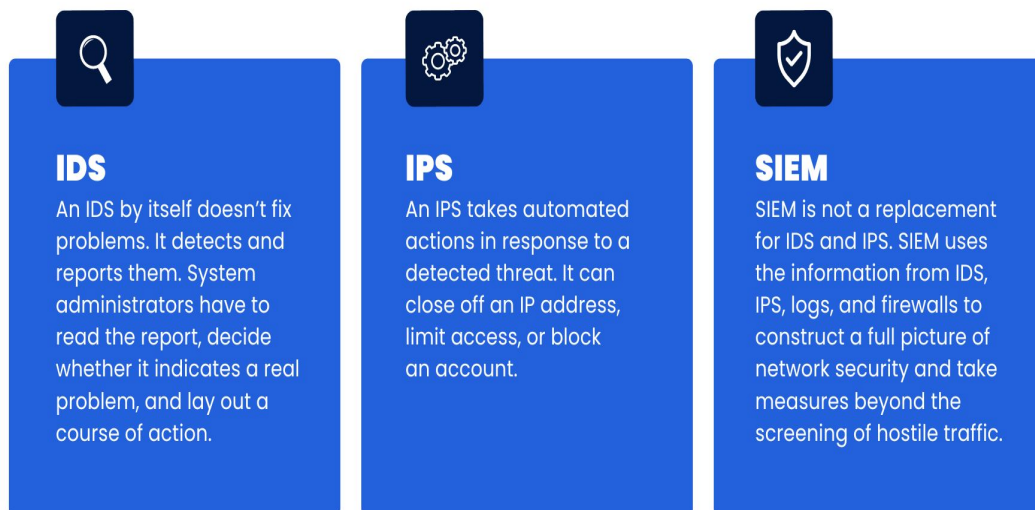 IDS
An IDS by itself doesn’t fix
problems. It detects and
reports them. System
administrators have to
read the report, decide
whether it indicates a real
problem, and lay out a
course of action.
IPS
An IPS takes automated
actions in response to a
detected threat. It can
close off an IP address,
limit access, or block
an account.
SIEM
SIEM is not a replacement
for IDS and IPS. SIEM uses
the information from IDS,
IPS, logs, and firewalls to
construct a full picture of
network security and take
measures beyond the
screening of hostile traffic.